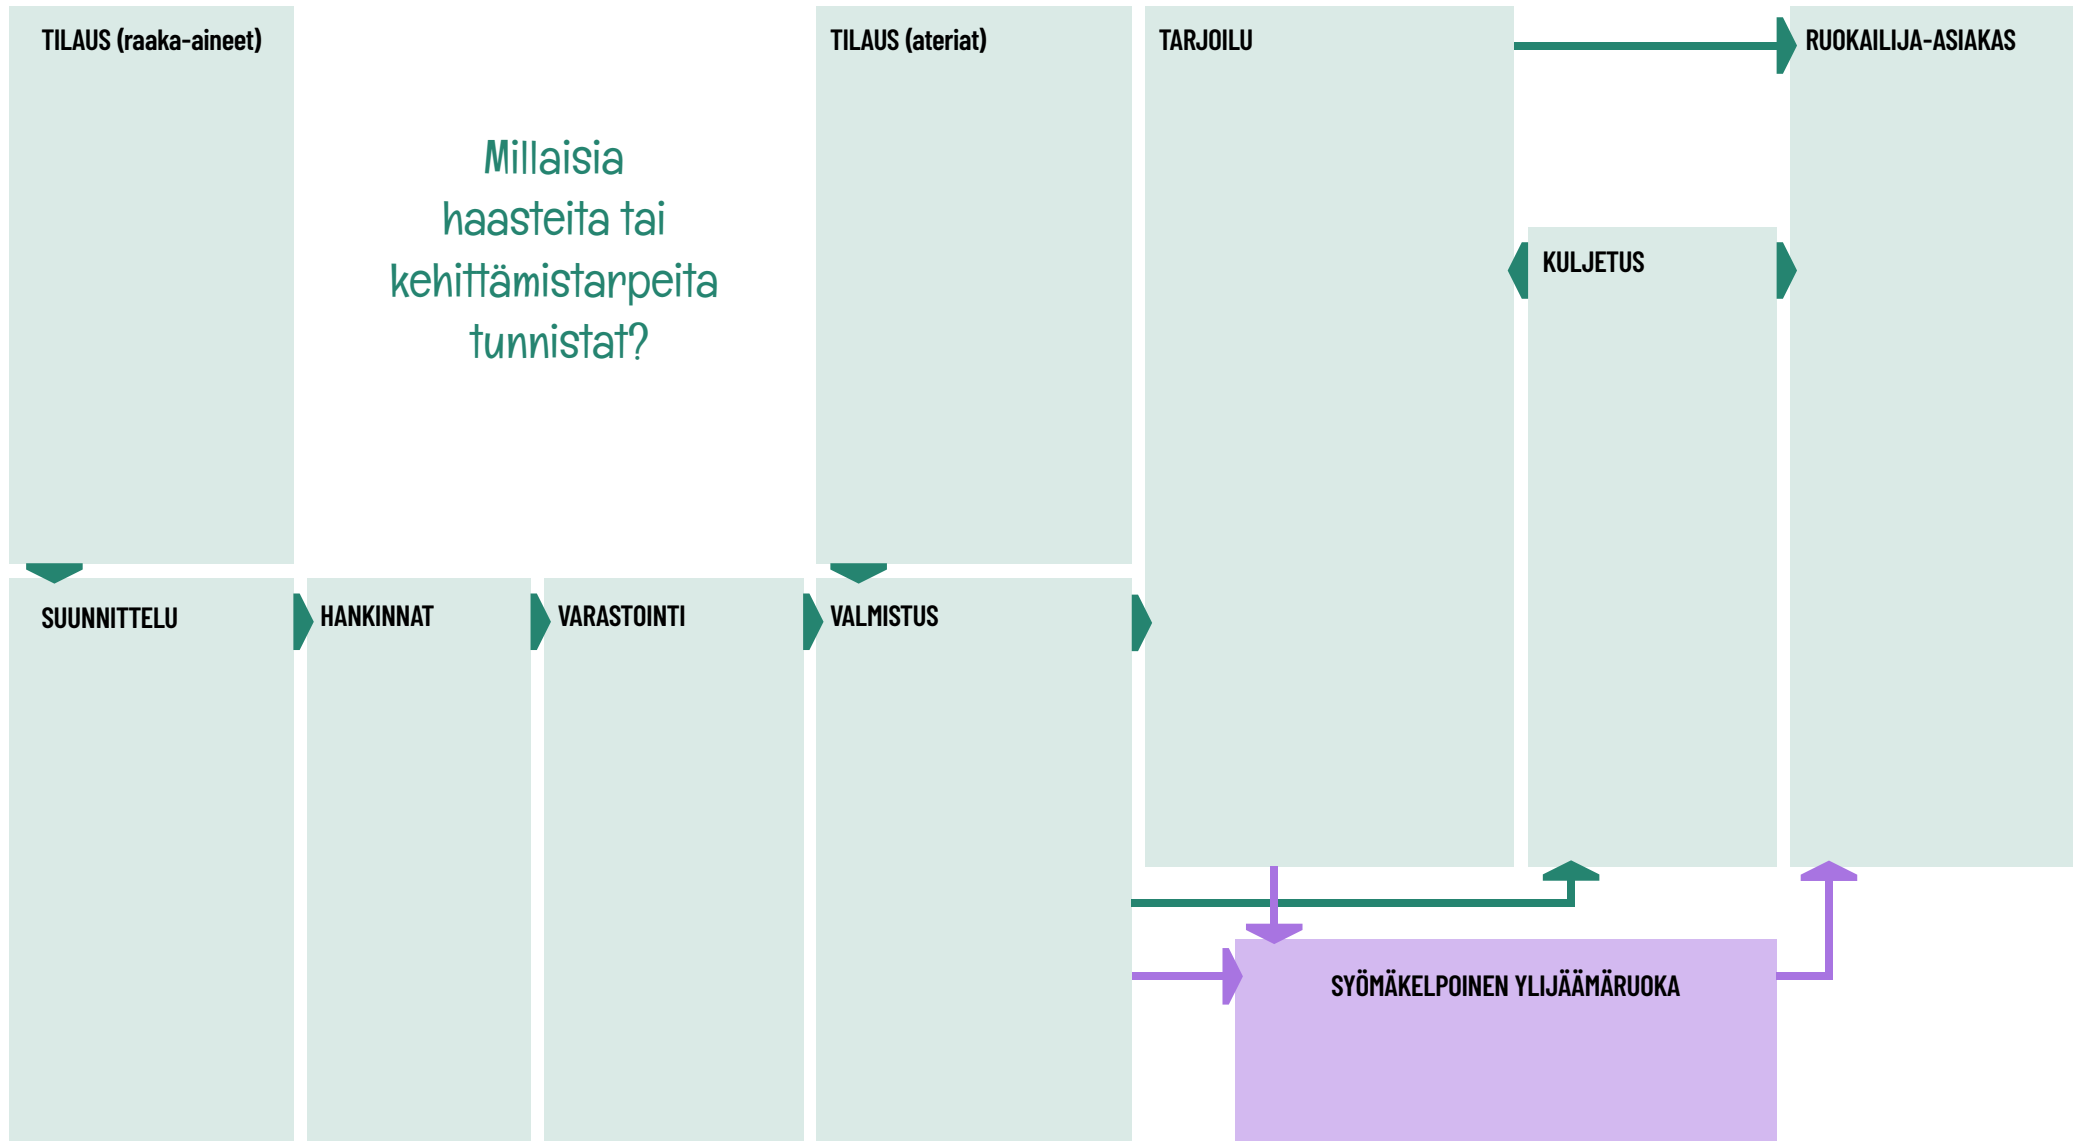 TILAUS (raaka-aineet)
Millaisia
haasteita tai
kehittämistarpeita
tunnistat?
TILAUS (ateriat)
TARJOILU
RUOKAILIJA-ASIAKAS
KULJETUS
SUUNNITTELU
HANKINNAT
VARASTOINTI
VALMISTUS
SYÖMÄKELPOINEN YLIJÄÄMÄRUOKA